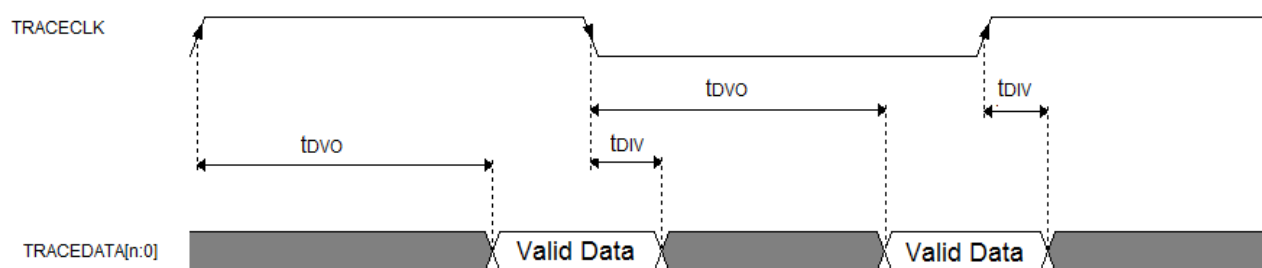 TRACECLK
tDVO
tDIV
tDVO
tDIV
TRACEDATA[n:0]
Valid Data
Valid Data